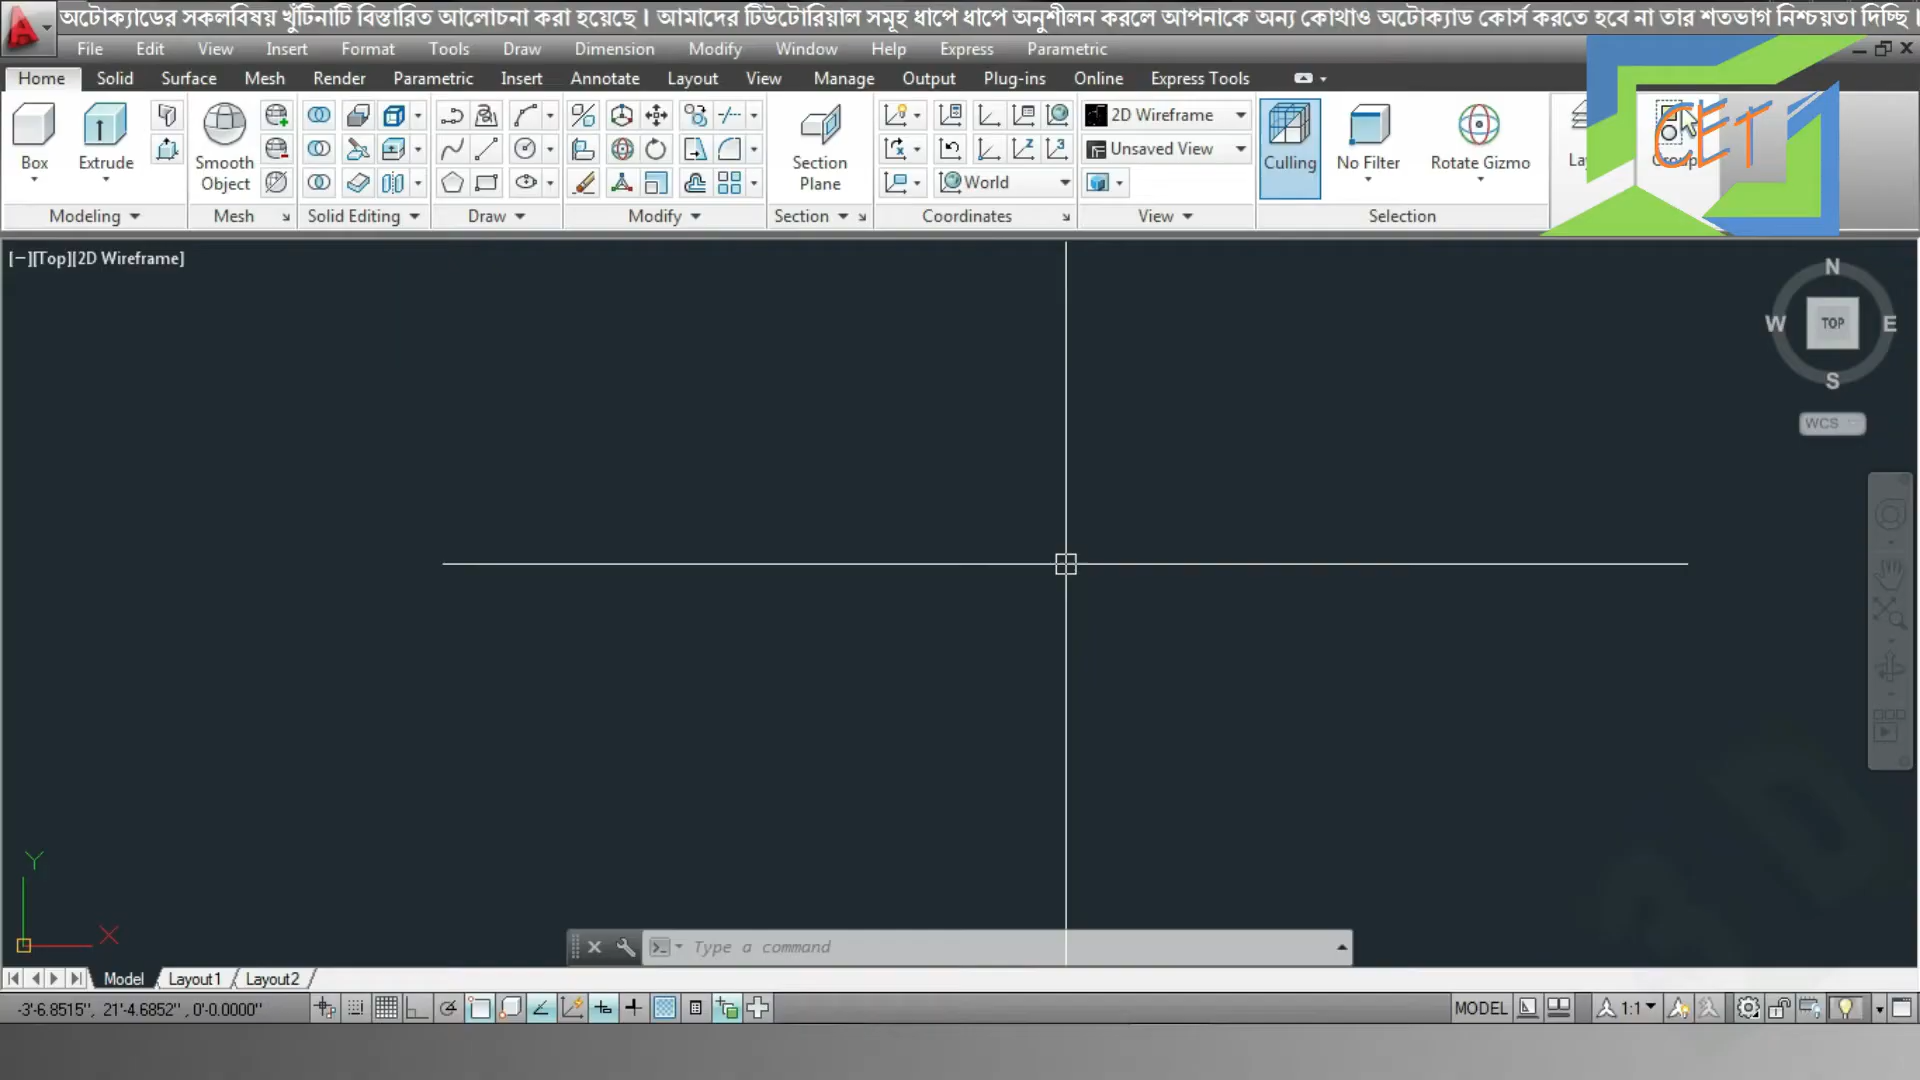 অটোক্যাডের সকলবিষয় খুঁটিনাটি বিস্তারিত আলোচনা করা হয়েছে। আমাদের টিউটোরিয়াল সমূহ ধাপে ধাপে অনুশীলন করলে আপনাকে অন্য কোথাও অটোক্যাড কোর্স করতে হবে না তার শতভাগ নিশ্চয়তা দিচ্ছি।
File Edit View Insert Format Tools Draw Dimension Modify Window Help Express Parametric
Home Solid Surface Mesh Render Parametric Insert Annotate Layout View Manage Output Plug-ins Online Express Tools
2D Wireframe
Unsaved View
World
Box Extrude Smooth Object Section Plane Culling No Filter Rotate Gizmo Group
CET
Modeling Mesh Solid Editing Draw Modify Section Coordinates View Selection
[−][Top][2D Wireframe]
N
W TOP E
S
WCS
Y
X
Type a command
Model Layout1 Layout2
-3'-6.8515", 21'-4.6852" , 0'-0.0000" MODEL 1:1